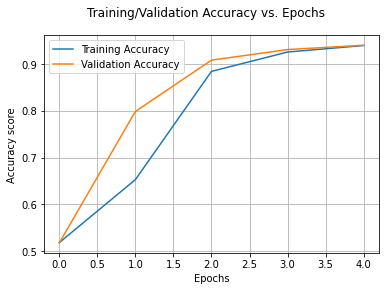 Training/Validation Accuracy vs. Epochs
Training Accuracy
Validation Accuracy
Accuracy score
0.9
0.8
0.7
0.6
0.5
0.0 0.5 1.0 1.5 2.0 2.5 3.0 3.5 4.0
Epochs